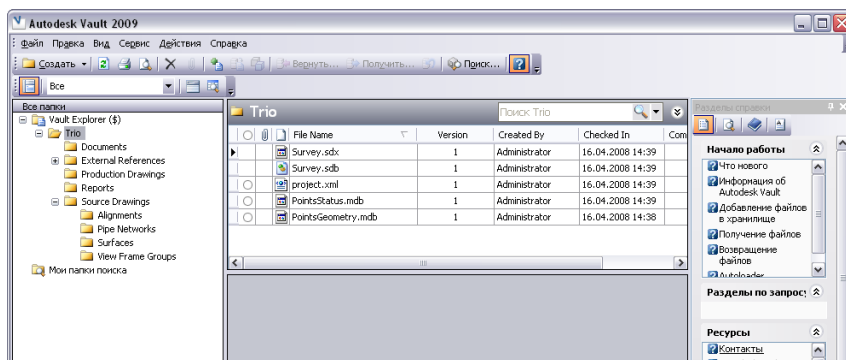 Autodesk Vault 2009
Файл Правка Вид Сервис Действия Справка
Создать Вернуть... Получить... Поиск...
Все
Все папки
Vault Explorer ($)
Trio
Documents
External References
Production Drawings
Reports
Source Drawings
Alignments
Pipe Networks
Surfaces
View Frame Groups
Мои папки поиска
Trio Поиск Trio
File Name Version Created By Checked In Com
Survey.sdx 1 Administrator 16.04.2008 14:39
Survey.sdb 1 Administrator 16.04.2008 14:39
project.xml 1 Administrator 16.04.2008 14:39
PointsStatus.mdb 1 Administrator 16.04.2008 14:39
PointsGeometry.mdb 1 Administrator 16.04.2008 14:38
Разделы справки
Начало работы
Что нового
Информация об
Autodesk Vault
Добавление файлов
в хранилище
Получение файлов
Возвращение
файлов
Autoloader
Разделы по запрос
Ресурсы
Контакты